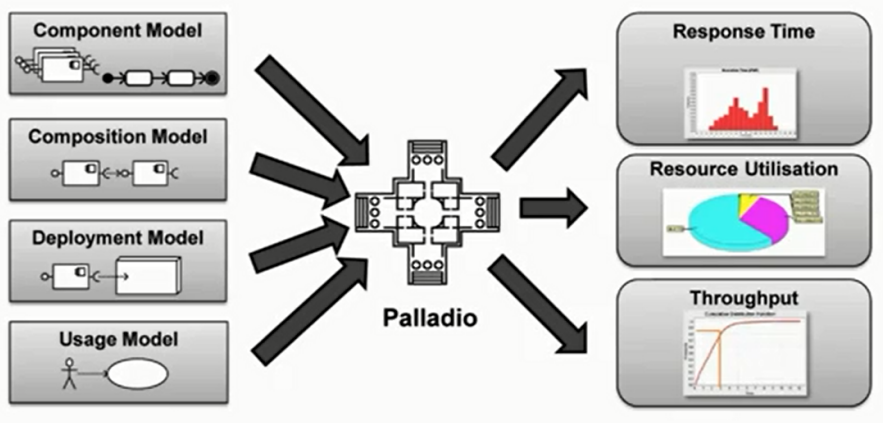 Component Model
Composition Model
Deployment Model
Usage Model
Palladio
Response Time
Resource Utilisation
Throughput
Cumulative Distribution Function